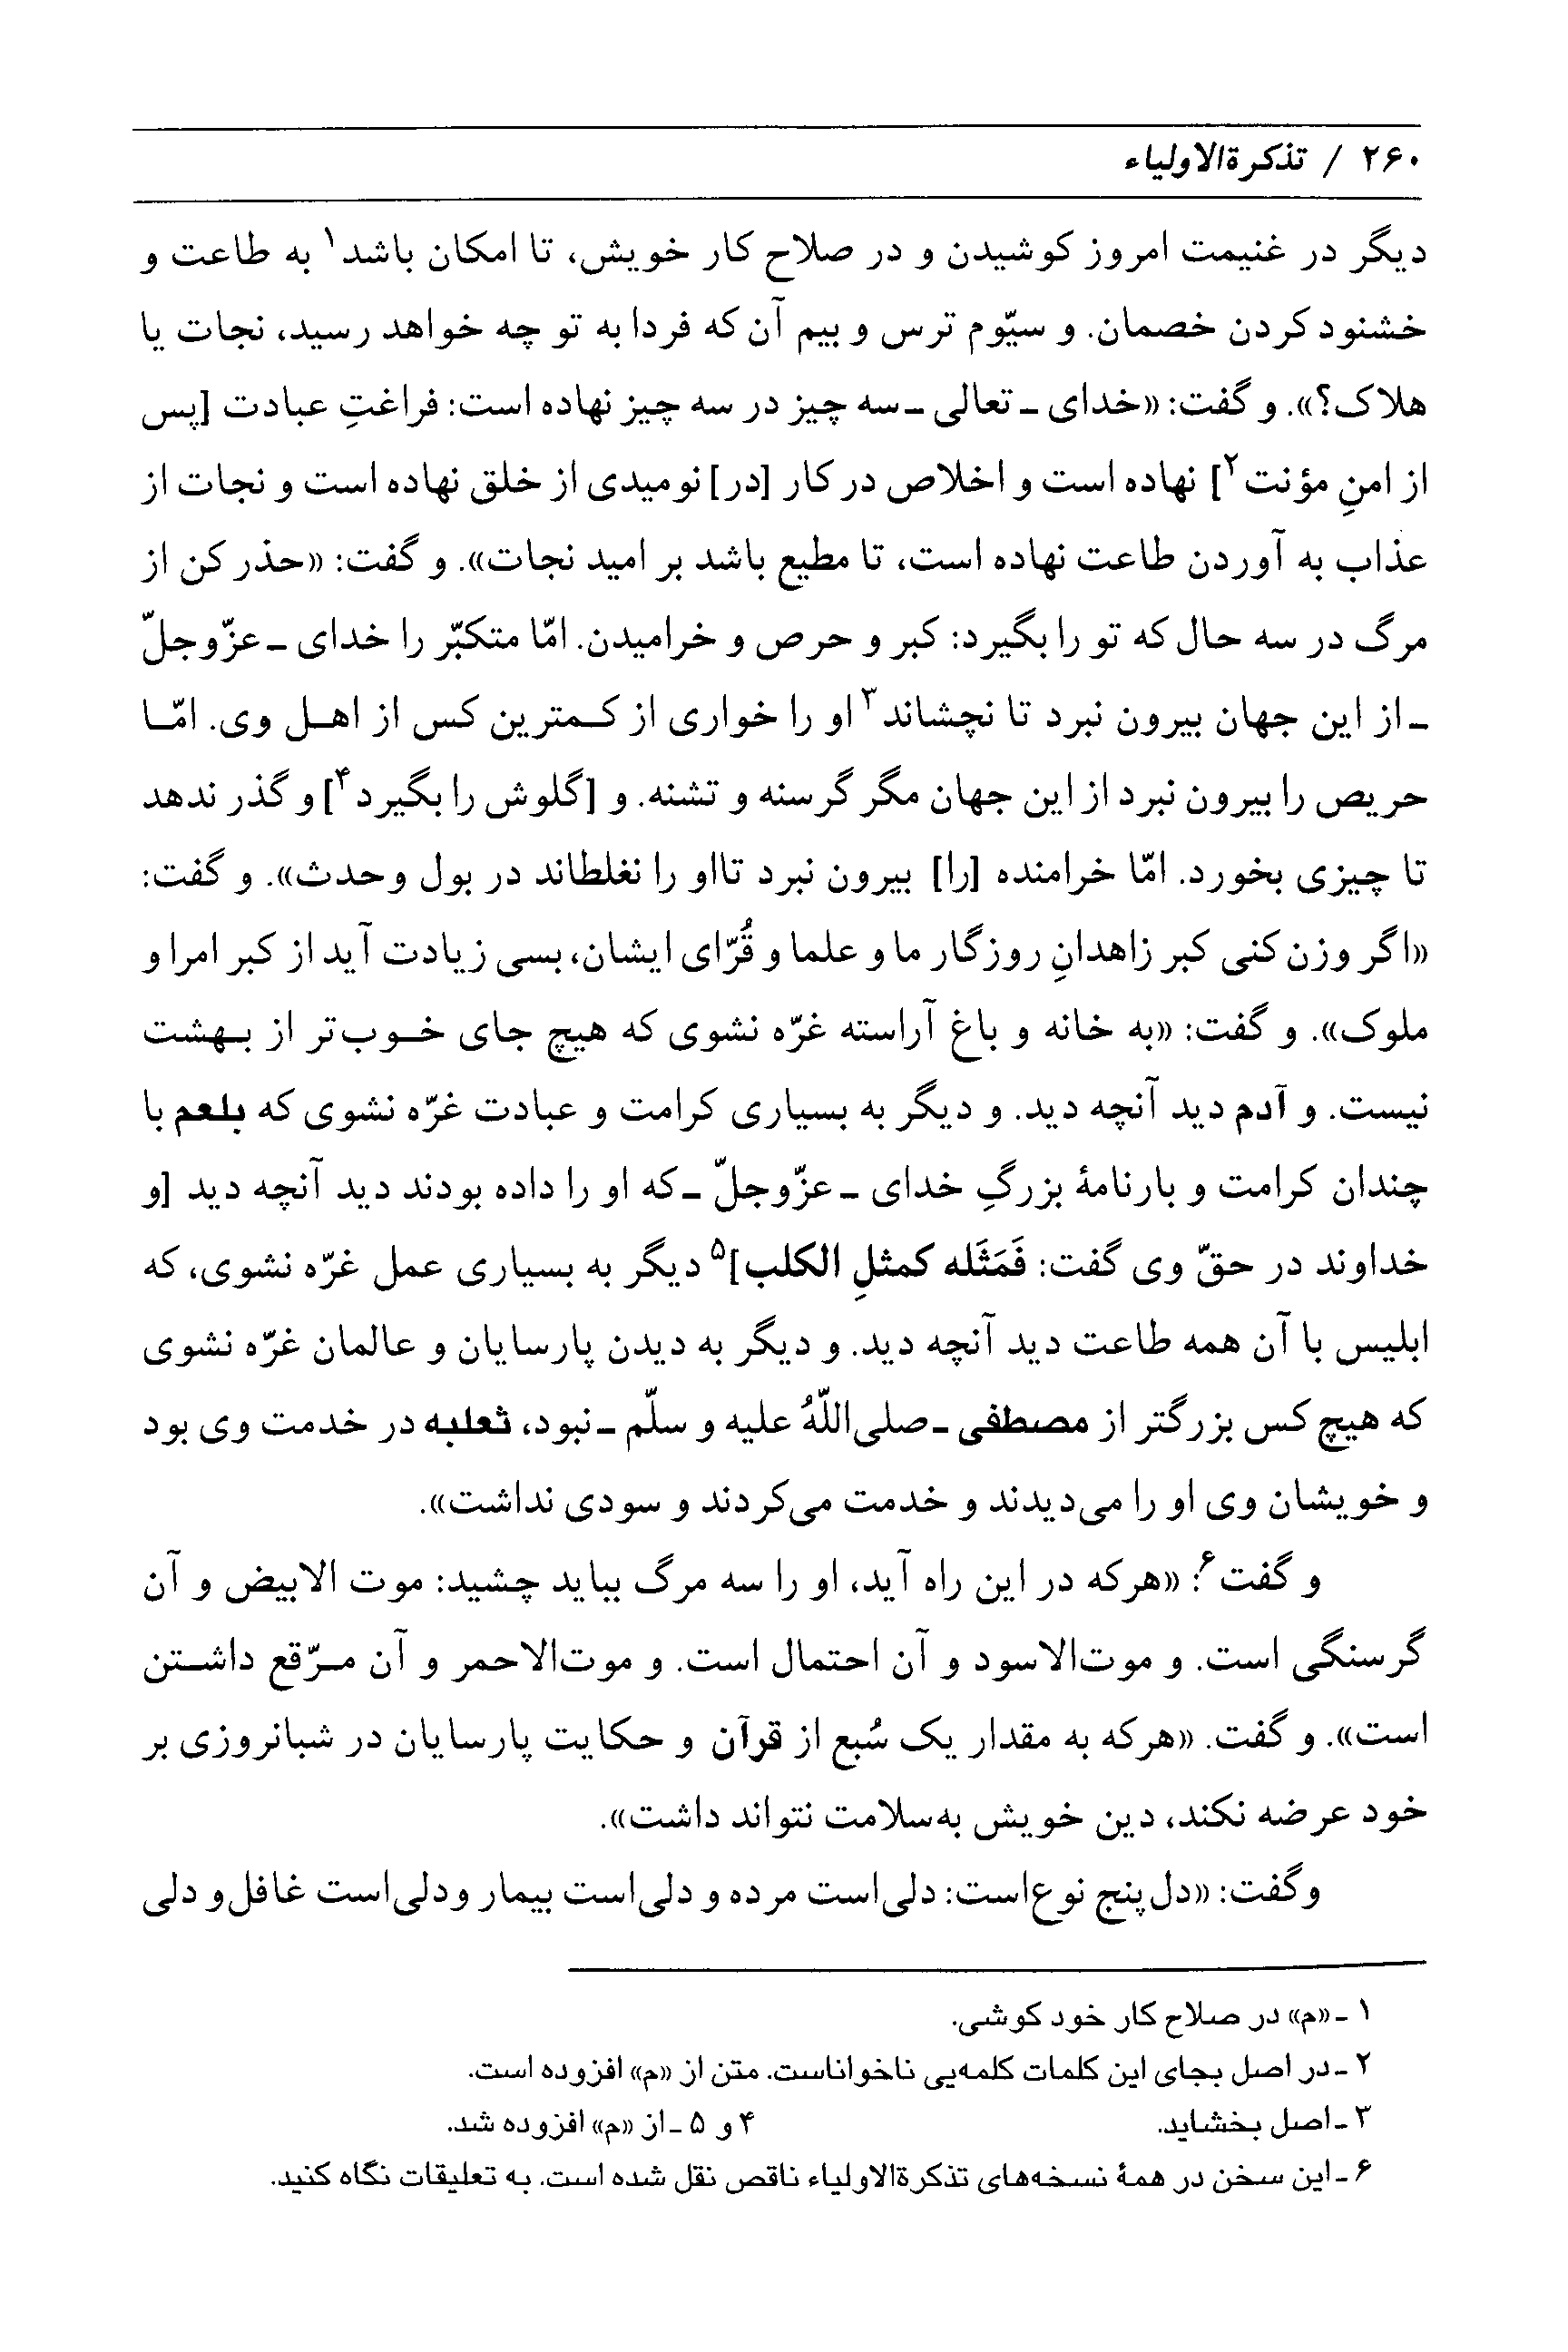 ۲۶۰ / تذکرةالاولیاء
دیگر در غنیمت امروز کوشیدن و در صلاح کار خویش، تا امکان باشد۱ به طاعت و
خشنود کردن خصمان. و سیّوم ترس و بیم آن که فردا به تو چه خواهد رسید، نجات یا
هلاک؟». و گفت: «خدای ـ تعالی ـ سه چیز در سه چیز نهاده است: فراغتِ عبادت [پس
از امنِ مؤنت۲] نهاده است و اخلاص در کار [در] نومیدی از خلق نهاده است و نجات از
عذاب به آوردن طاعت نهاده است، تا مطیع باشد بر امید نجات». و گفت: «حذر کن از
مرگ در سه حال که تو را بگیرد: کبر و حرص و خرامیدن. امّا متکبّر را خدای ـ عزّوجلّ
ـ از این جهان بیرون نبرد تا نچشاند۳ او را خواری از کمترین کس از اهل وی. امّا
حریص را بیرون نبرد از این جهان مگر گرسنه و تشنه. و [گلوش را بگیرد۴] و گذر ندهد
تا چیزی بخورد. امّا خرامنده [را] بیرون نبرد تااو را نغلطاند در بول وحدث». و گفت:
«اگر وزن کنی کبر زاهدانِ روزگار ما و علما و قُرّای ایشان، بسی زیادت آید از کبر امرا و
ملوک». و گفت: «به خانه و باغ آراسته غرّه نشوی که هیچ جای خوب‌تر از بهشت
نیست. و آدم دید آنچه دید. و دیگر به بسیاری کرامت و عبادت غرّه نشوی که بلعم با
چندان کرامت و بارنامهٔ بزرگِ خدای ـ عزّوجلّ ـ که او را داده بودند دید آنچه دید [و
خداوند در حقّ وی گفت: فَمَثَله کمثلِ الکلب]۵ دیگر به بسیاری عمل غرّه نشوی، که
ابلیس با آن همه طاعت دید آنچه دید. و دیگر به دیدن پارسایان و عالمان غرّه نشوی
که هیچ کس بزرگتر از مصطفی ـ صلی‌اللّهُ علیه و سلّم ـ نبود، ثعلبه در خدمت وی بود
و خویشان وی او را می‌دیدند و خدمت می‌کردند و سودی نداشت».
و گفت۶: «هرکه در این راه آید، او را سه مرگ بباید چشید: موت الابیض و آن
گرسنگی است. و موت‌الاسود و آن احتمال است. و موت‌الاحمر و آن مرّقع داشتن
است». و گفت. «هرکه به مقدار یک سُبع از قرآن و حکایت پارسایان در شبانروزی بر
خود عرضه نکند، دین خویش به‌سلامت نتواند داشت».
وگفت: «دل پنج نوع‌است: دلی‌است مرده و دلی‌است بیمار ودلی‌است غافل‌و دلی
۱ ـ «م» در صلاح کار خود کوشی.
۲ ـ در اصل بجای این کلمات کلمه‌یی ناخواناست. متن از «م» افزوده است.
۳ ـ اصل بخشاید. ۴ و ۵ ـ از «م» افزوده شد.
۶ ـ این سخن در همهٔ نسخه‌های تذکرةالاولیاء ناقص نقل شده است. به تعلیقات نگاه کنید.